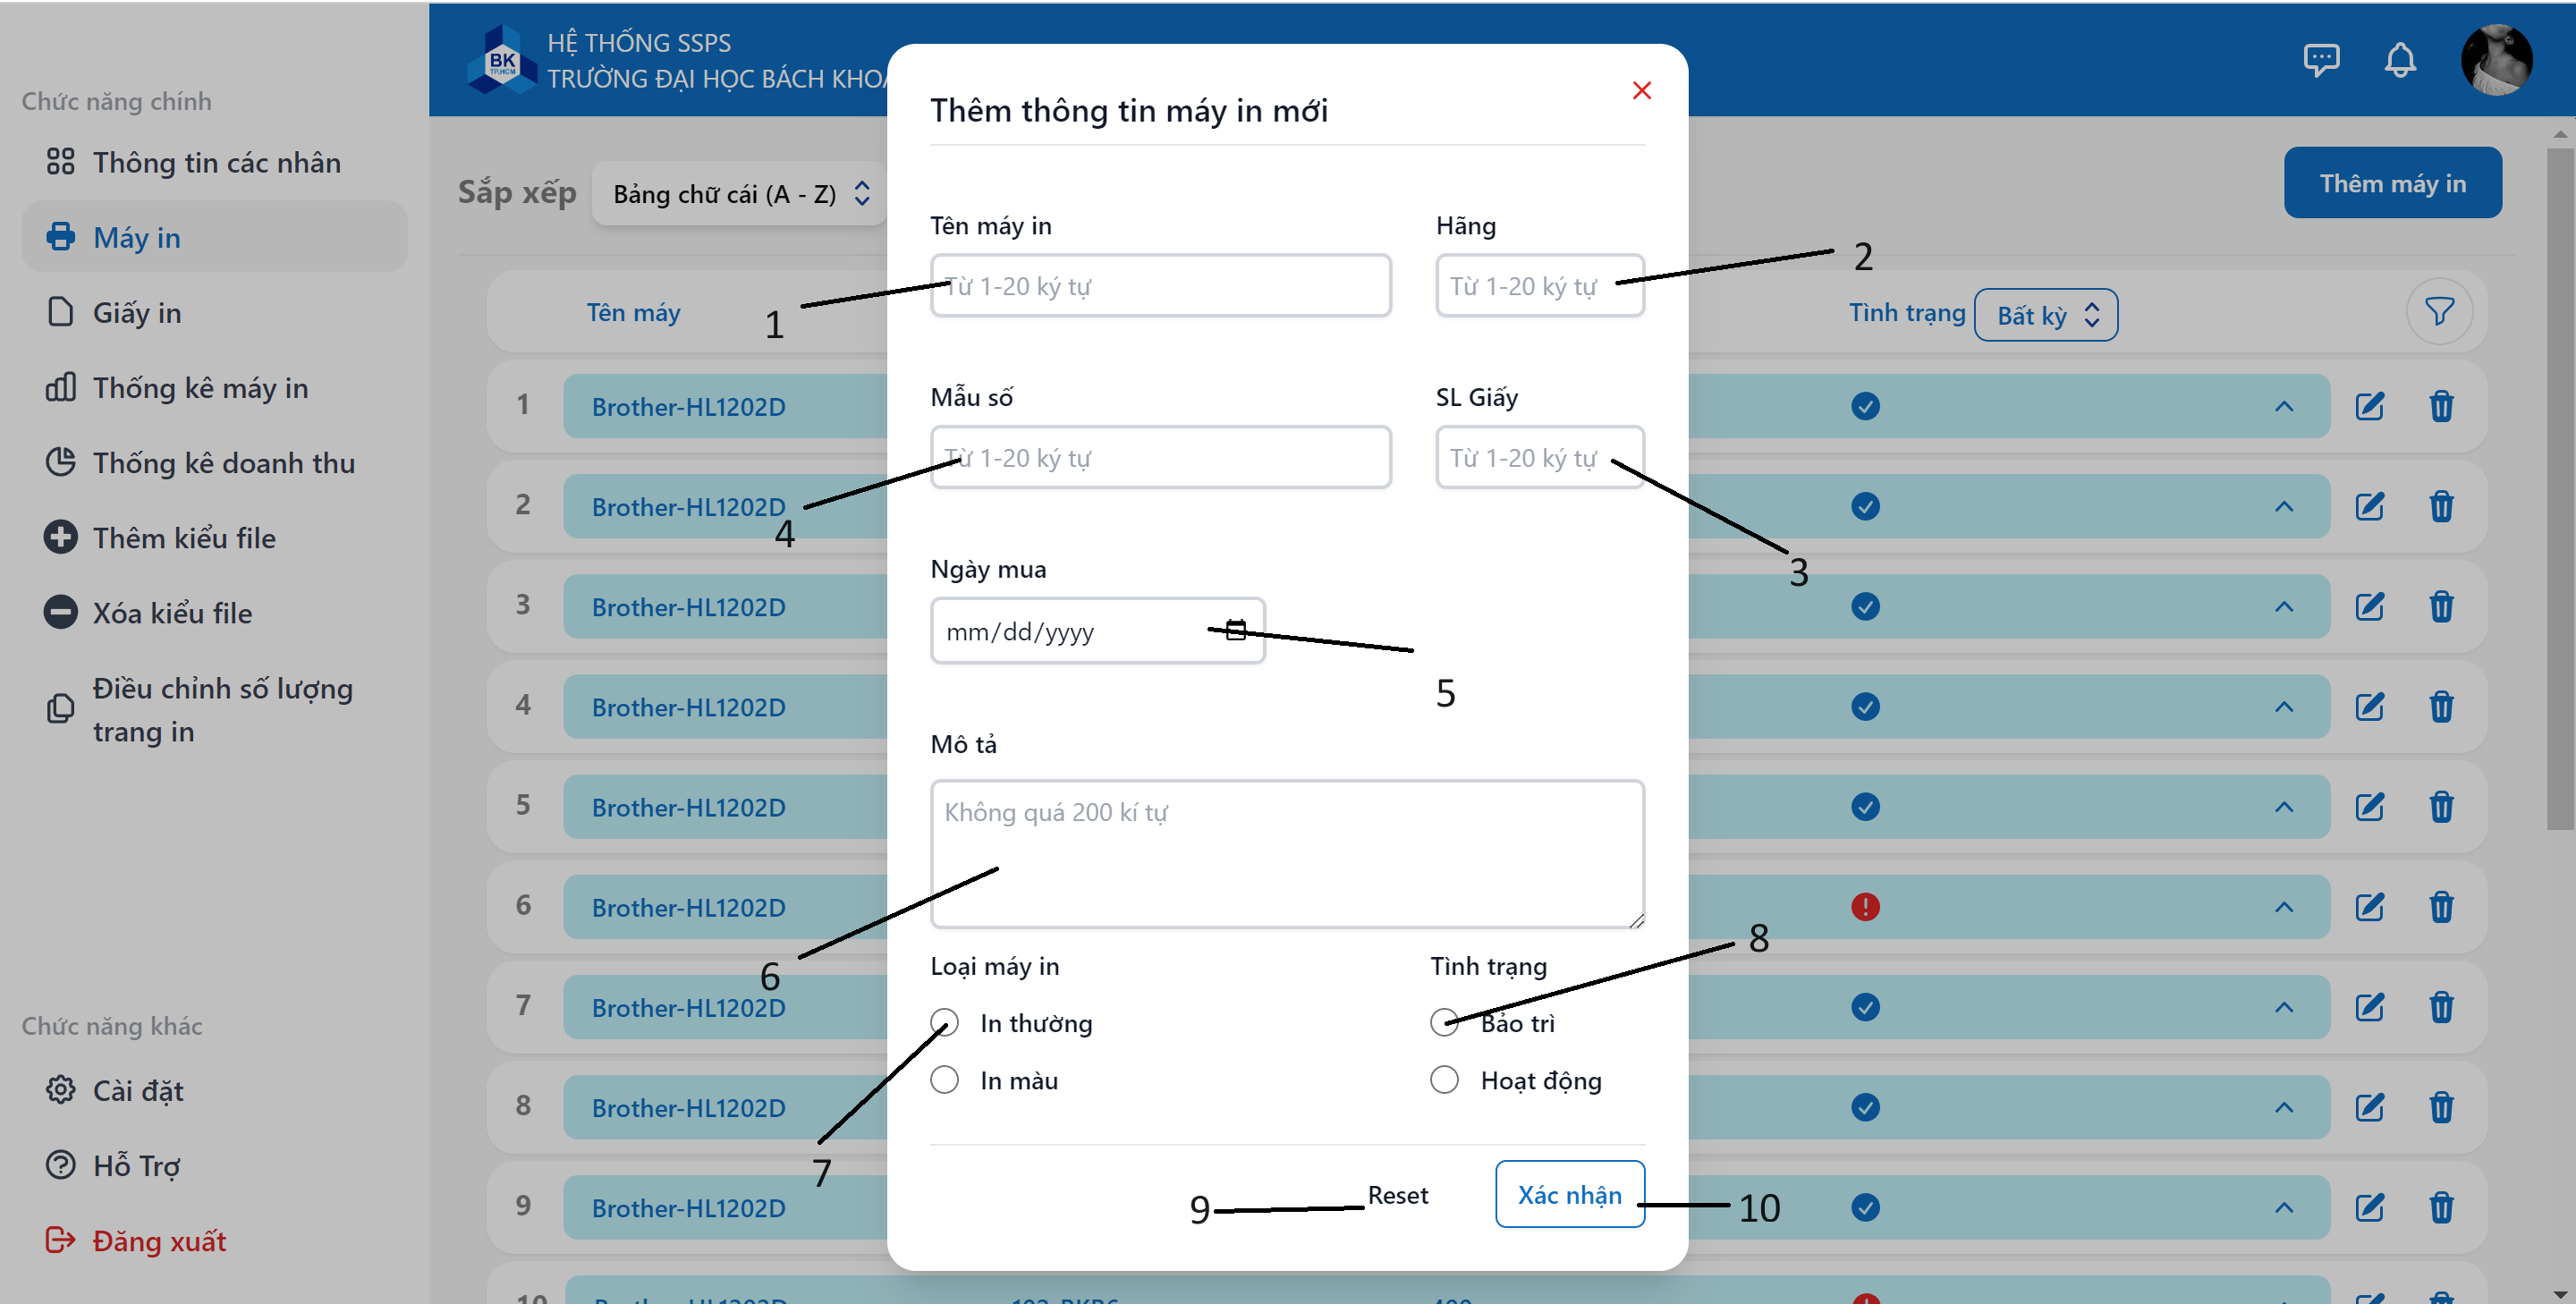 Chức năng chính
Thông tin các nhân
Máy in
Giấy in
Thống kê máy in
Thống kê doanh thu
Thêm kiểu file
Xóa kiểu file
Điều chỉnh số lượng
trang in
Chức năng khác
Cài đặt
Hỗ Trợ
Đăng xuất
BK
TP.HCM
HỆ THỐNG SSPS
TRƯỜNG ĐẠI HỌC BÁCH KHOA
Sắp xếp
Bảng chữ cái (A - Z)
Thêm máy in
Tên máy
Tình trạng
Bất kỳ
1 Brother-HL1202D
2 Brother-HL1202D
3 Brother-HL1202D
4 Brother-HL1202D
5 Brother-HL1202D
6 Brother-HL1202D
7 Brother-HL1202D
8 Brother-HL1202D
9 Brother-HL1202D
10 Brother-HL1202D
Thêm thông tin máy in mới
Tên máy in
Từ 1-20 ký tự
Hãng
Từ 1-20 ký tự
Mẫu số
Từ 1-20 ký tự
SL Giấy
Từ 1-20 ký tự
Ngày mua
mm/dd/yyyy
Mô tả
Không quá 200 kí tự
Loại máy in
In thường
In màu
Tình trạng
Bảo trì
Hoạt động
Reset
Xác nhận
1
2
3
4
5
6
7
8
9
10